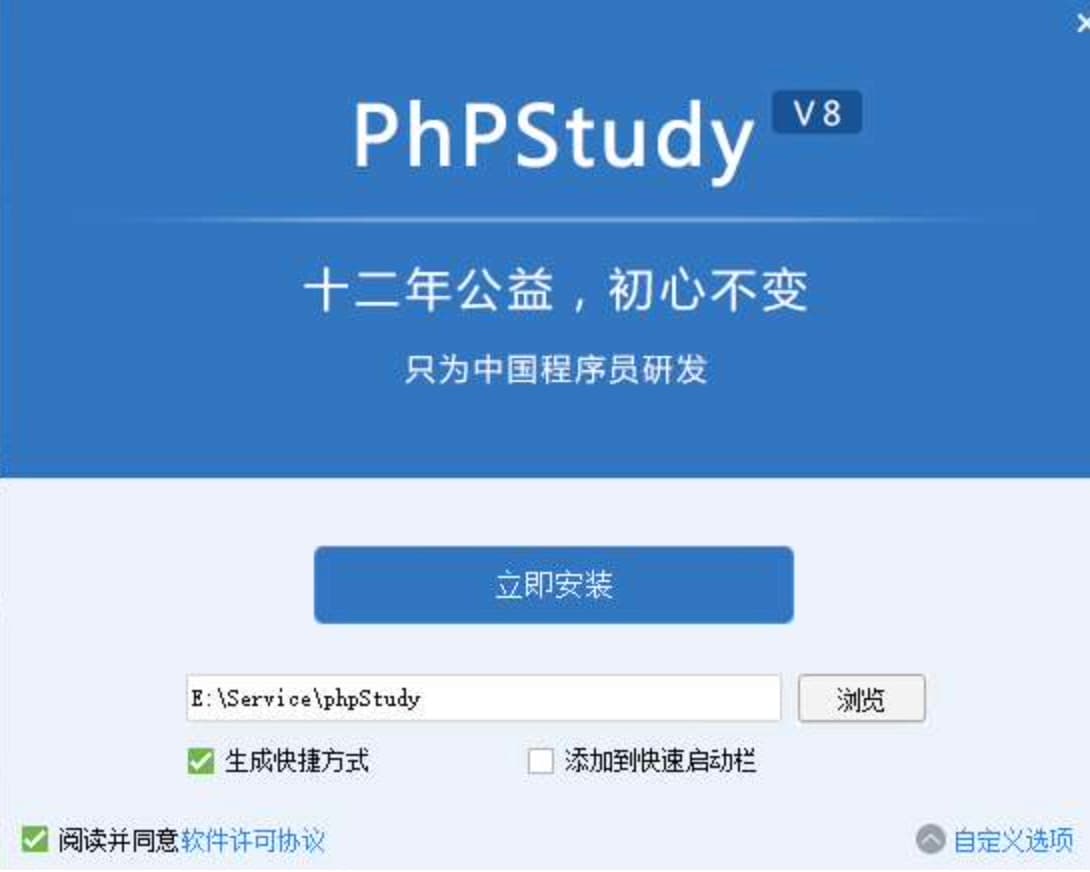 PhPStudy V8
十二年公益，初心不变
只为中国程序员研发
立即安装
E:\Service\phpStudy 浏览
生成快捷方式 添加到快速启动栏
阅读并同意软件许可协议 自定义选项